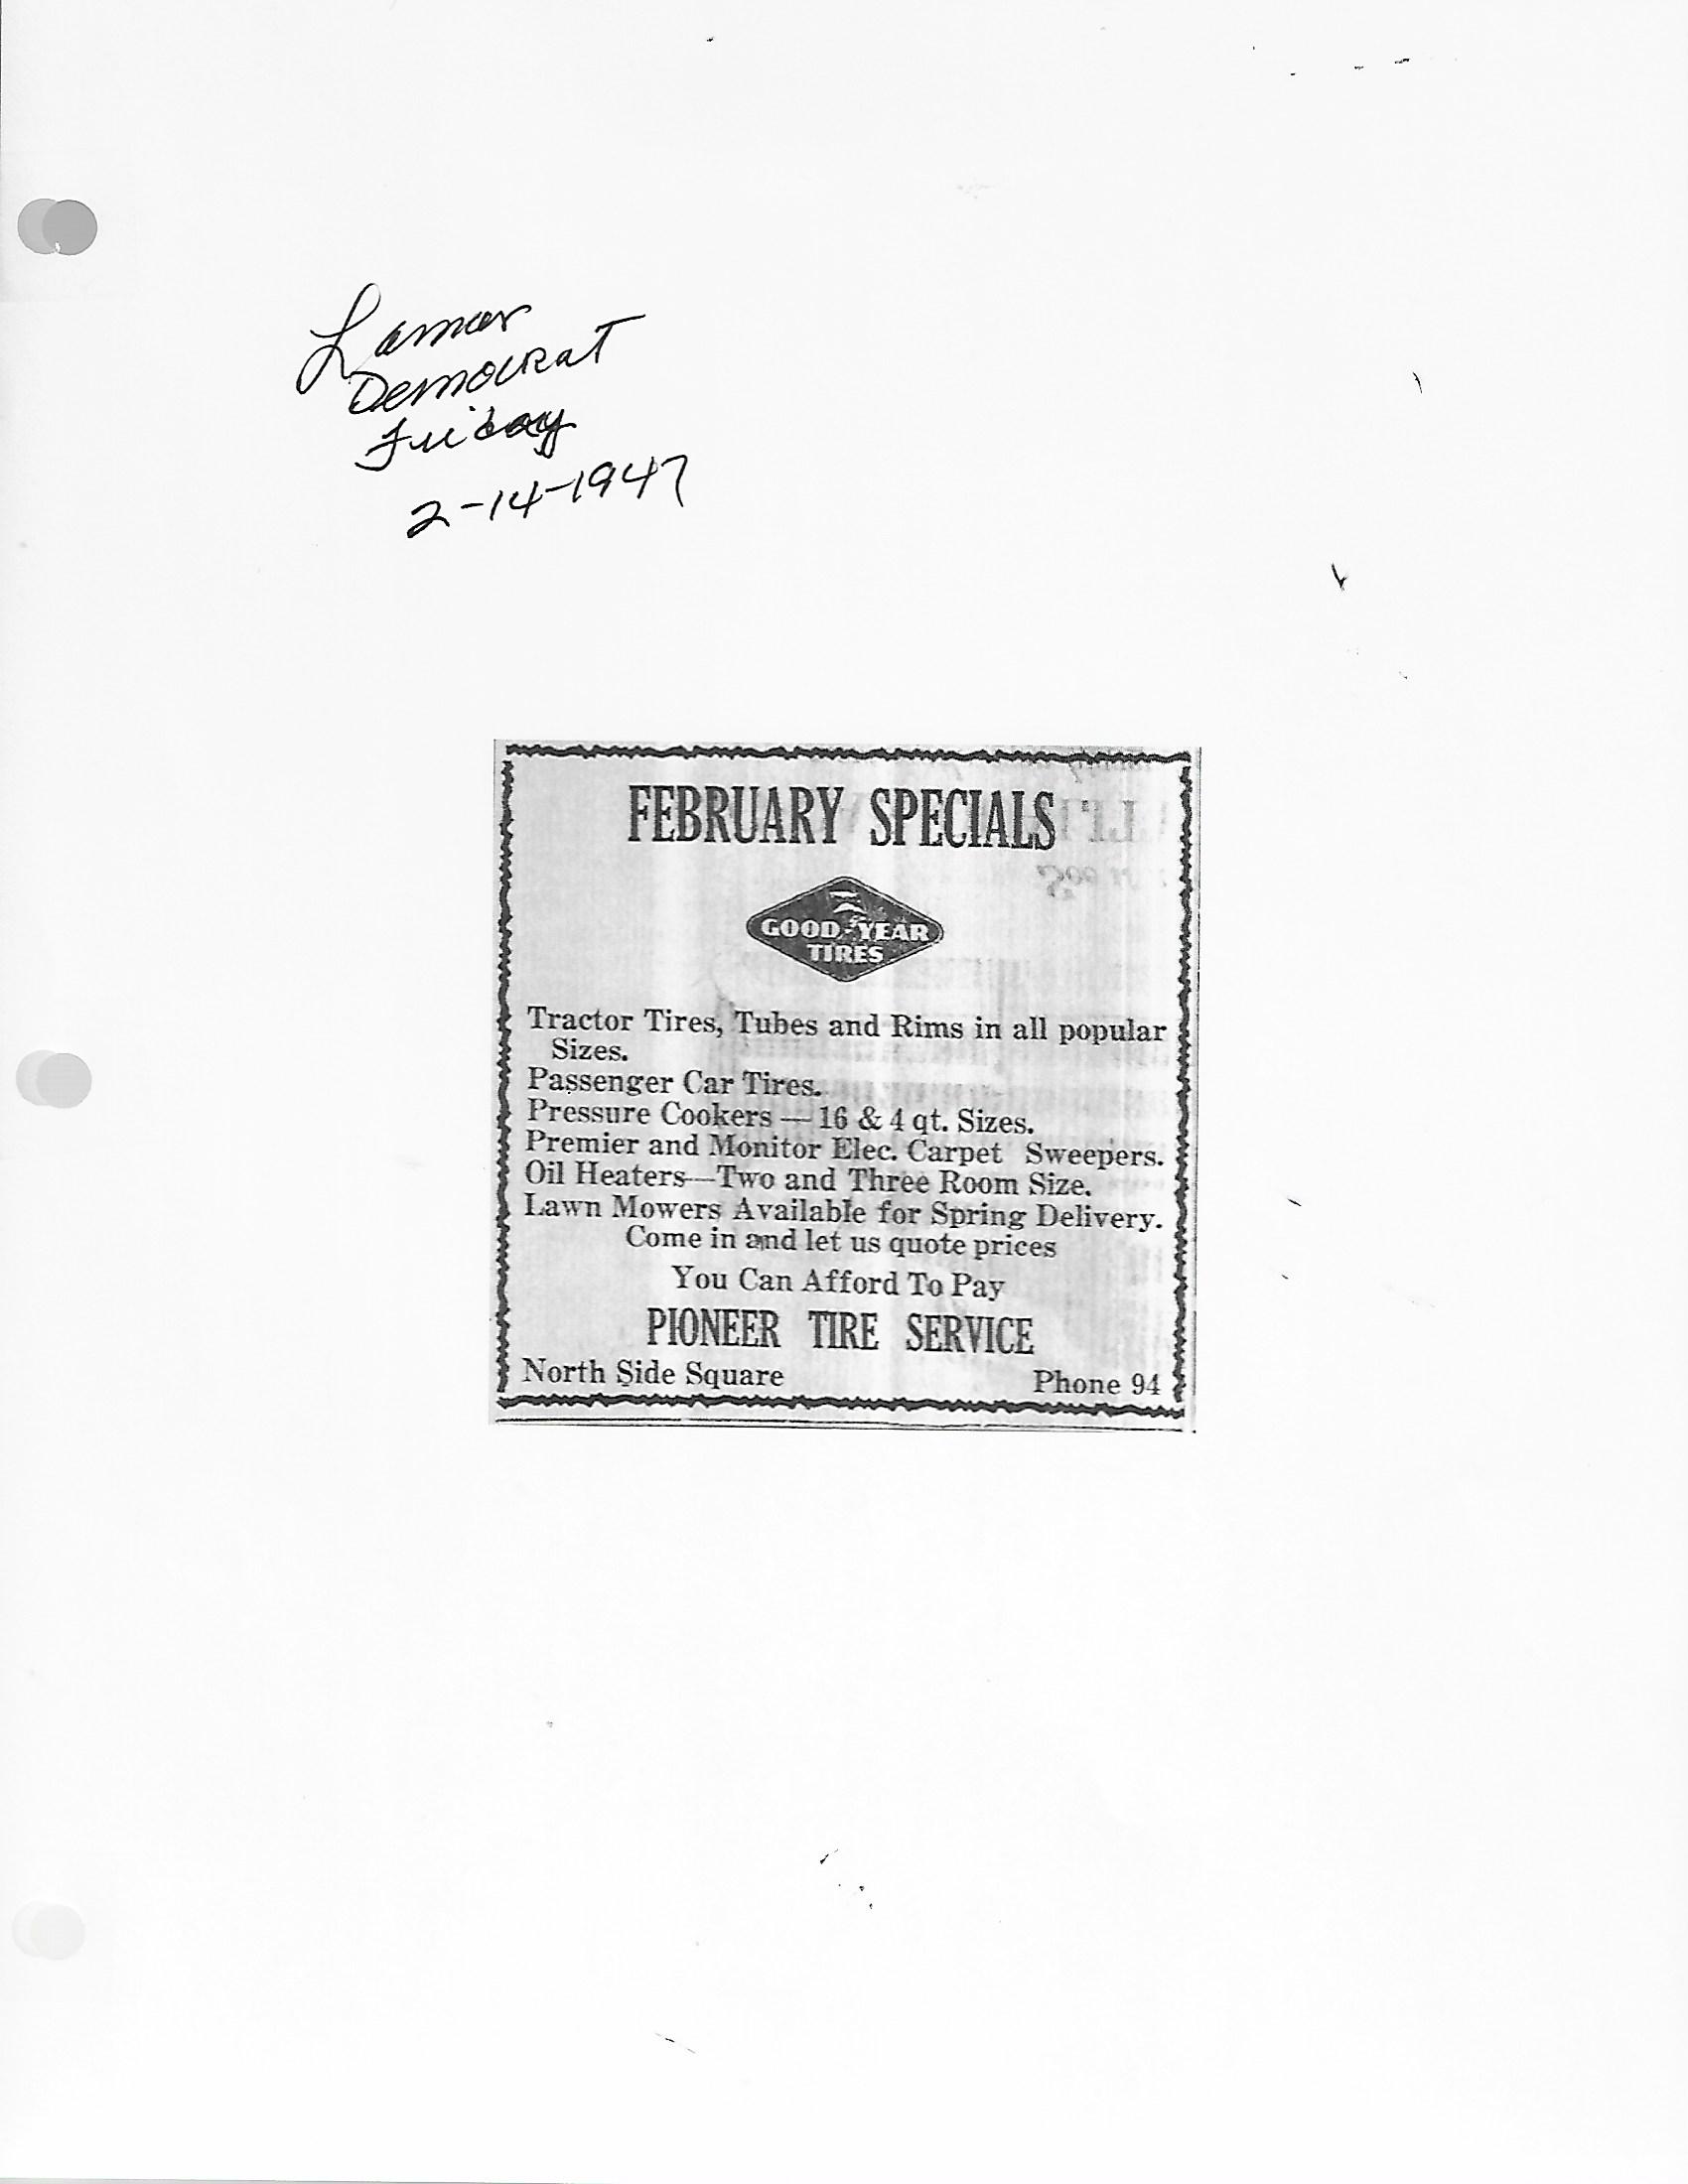 Lamar
Democrat
Friday
2-14-1947
FEBRUARY SPECIALS
GOOD YEAR
TIRES
Tractor Tires, Tubes and Rims in all popular
Sizes.
Passenger Car Tires.
Pressure Cookers — 16 & 4 qt. Sizes.
Premier and Monitor Elec. Carpet Sweepers.
Oil Heaters—Two and Three Room Size.
Lawn Mowers Available for Spring Delivery.
Come in and let us quote prices
You Can Afford To Pay
PIONEER TIRE SERVICE
North Side Square Phone 94